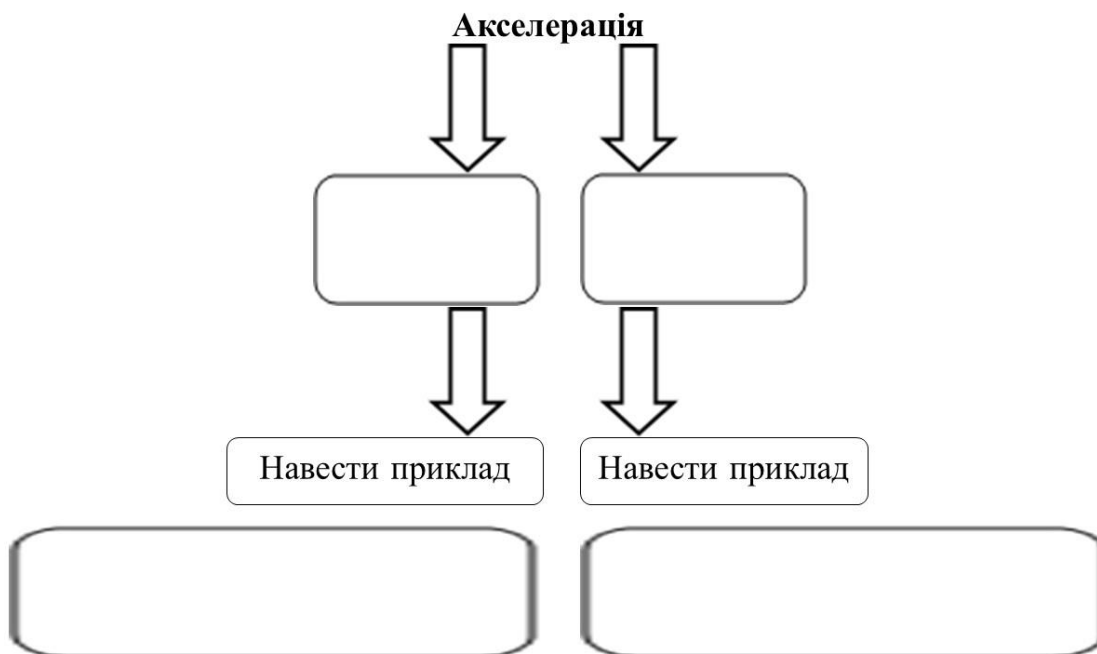 Акселерація
Навести приклад
Навести приклад